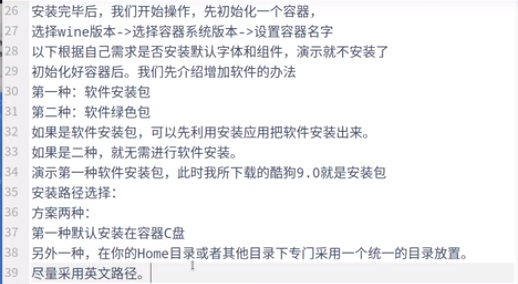 26 安装完毕后，我们开始操作，先初始化一个容器，
27 选择wine版本->选择容器系统版本->设置容器名字
28 以下根据自己需求是否安装默认字体和组件，演示就不安装了
29 初始化好容器后。我们先介绍增加软件的办法
30 第一种：软件安装包
31 第二种：软件绿色包
32 如果是软件安装包，可以先利用安装应用把软件安装出来。
33 如果是二种，就无需进行软件安装。
34 演示第一种软件安装包，此时我所下载的酷狗9.0就是安装包
35 安装路径选择：
36 方案两种：
37 第一种默认安装在容器C盘
38 另外一种，在你的Home目录或者其他目录下专门采用一个统一的目录放置。
39 尽量采用英文路径。